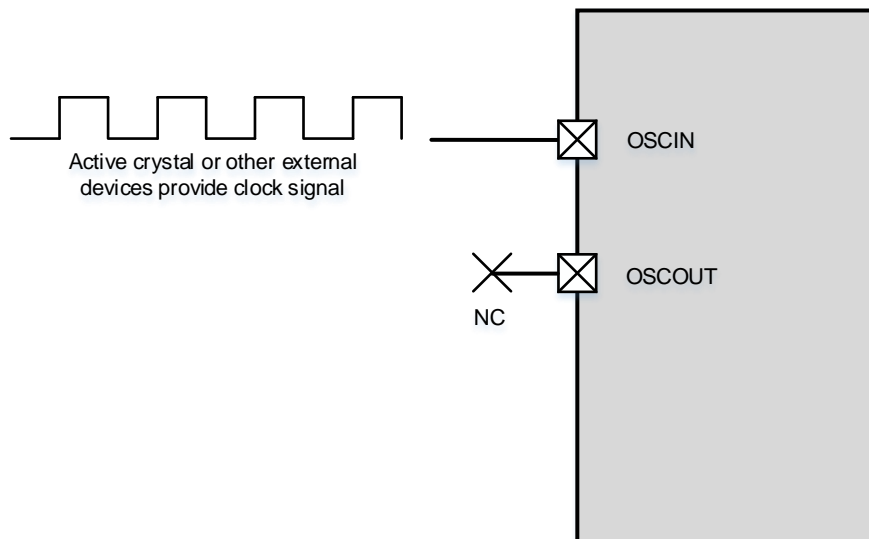 Active crystal or other external
devices provide clock signal
OSCIN
OSCOUT
NC